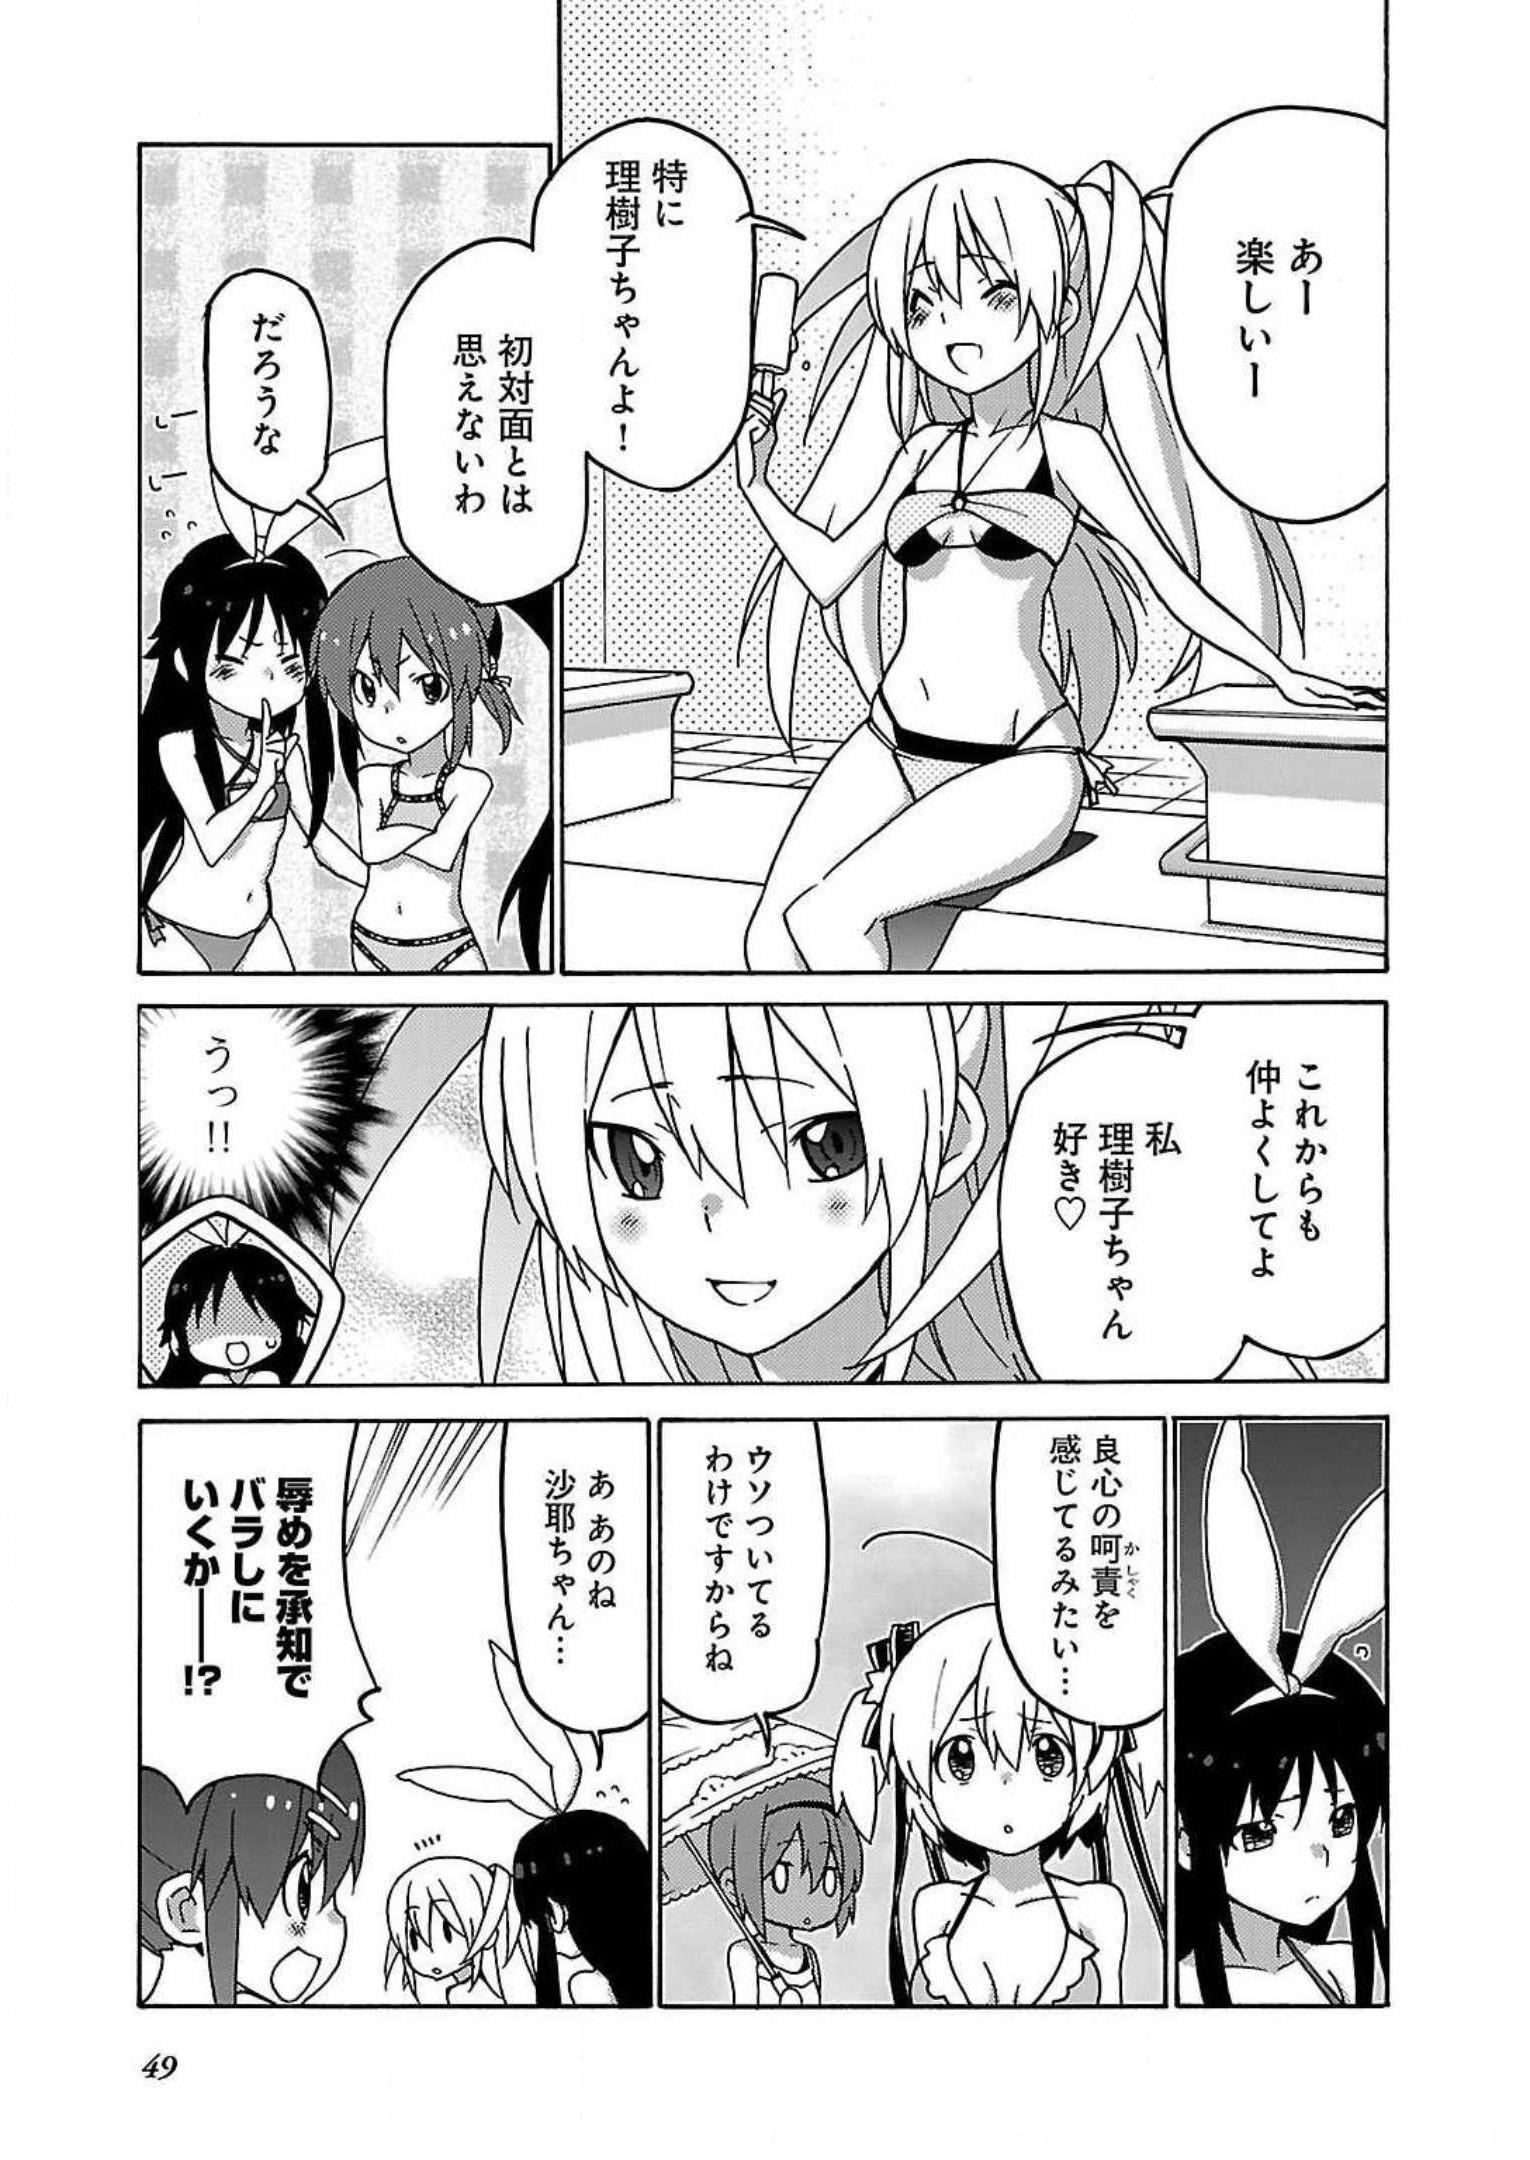 あー
楽しいー
特に
理樹子ちゃんよ！
初対面とは
思えないわ
だろうな
これからも
仲よくしてよ
私
理樹子ちゃん
好き♡
うっ!!
良心の呵責を
かしゃく
感じてるみたい…
ウソついてる
わけですからね
あ あのね
沙耶ちゃん…
辱めを承知で
バラしに
いくか――!?
49